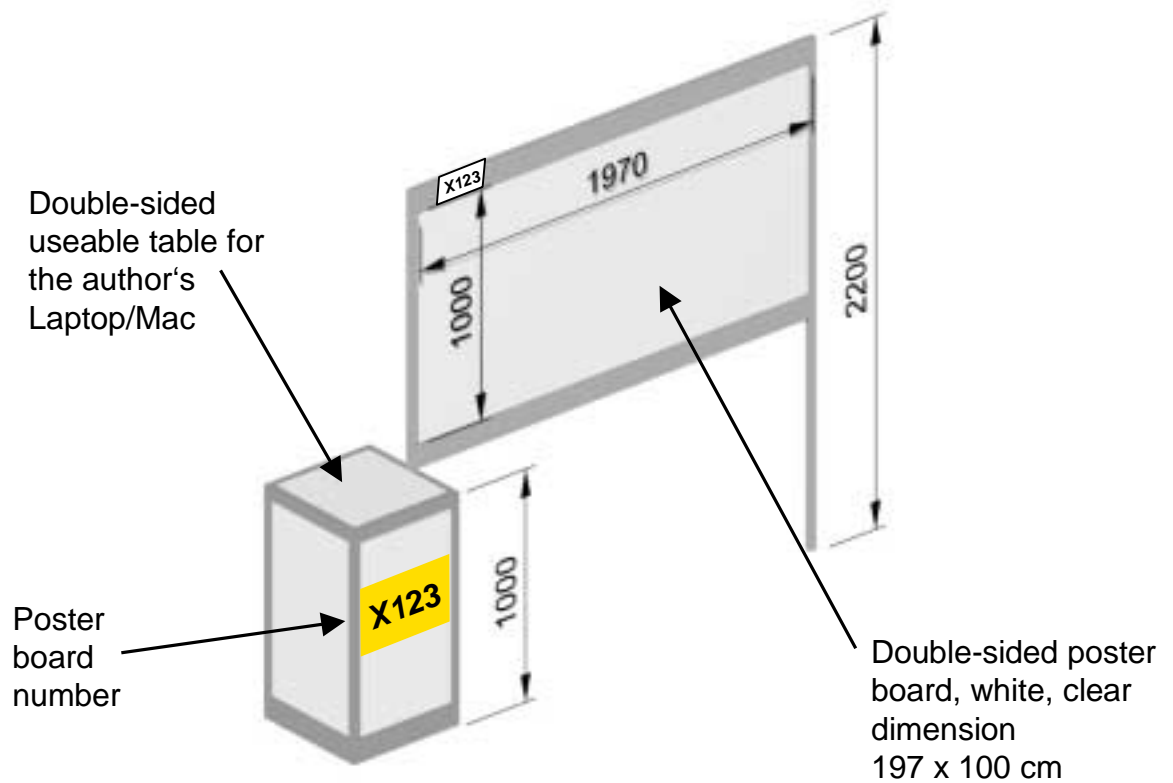 X123
1970
1000
2200
Double-sided
useable table for
the author‘s
Laptop/Mac
1000
X123
Poster
board
number
Double-sided poster
board, white, clear
dimension
197 x 100 cm